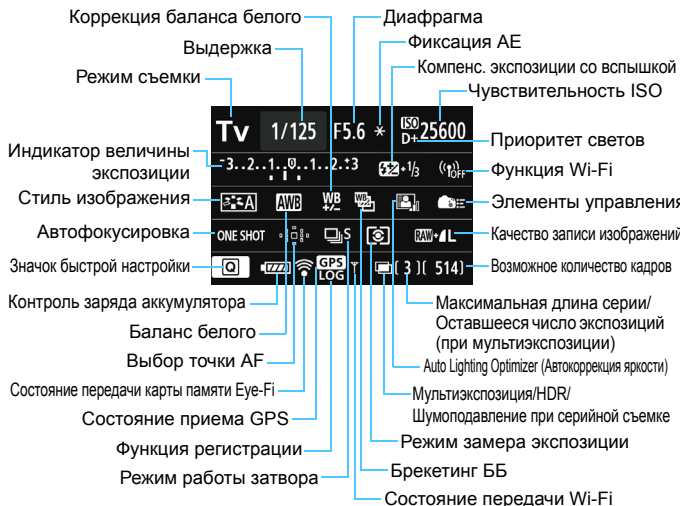 Коррекция баланса белого
Диафрагма
Выдержка
Фиксация AE
Режим съемки
Компенс. экспозиции со вспышкой
Чувствительность ISO
Tv 1/125 F5.6 * ISO D+ 25600
Приоритет светов
Индикатор величины
экспозиции
-3..2..1..0..1..2.:+3 +1/3 OFF
Функция Wi-Fi
Стиль изображения
A AWB WB +/- WB
Элементы управления
Автофокусировка
ONE SHOT S RAW+L
Качество записи изображений
Значок быстрой настройки
Q GPS LOG [ 3 ][ 514]
Возможное количество кадров
Контроль заряда аккумулятора
Максимальная длина серии/
Оставшееся число экспозиций
(при мультиэкспозиции)
Баланс белого
Выбор точки AF
Auto Lighting Optimizer (Автокоррекция яркости)
Состояние передачи карты памяти Eye-Fi
Мультиэкспозиция/HDR/
Шумоподавление при серийной съемке
Состояние приема GPS
Режим замера экспозиции
Функция регистрации
Брекетинг ББ
Режим работы затвора
Состояние передачи Wi-Fi